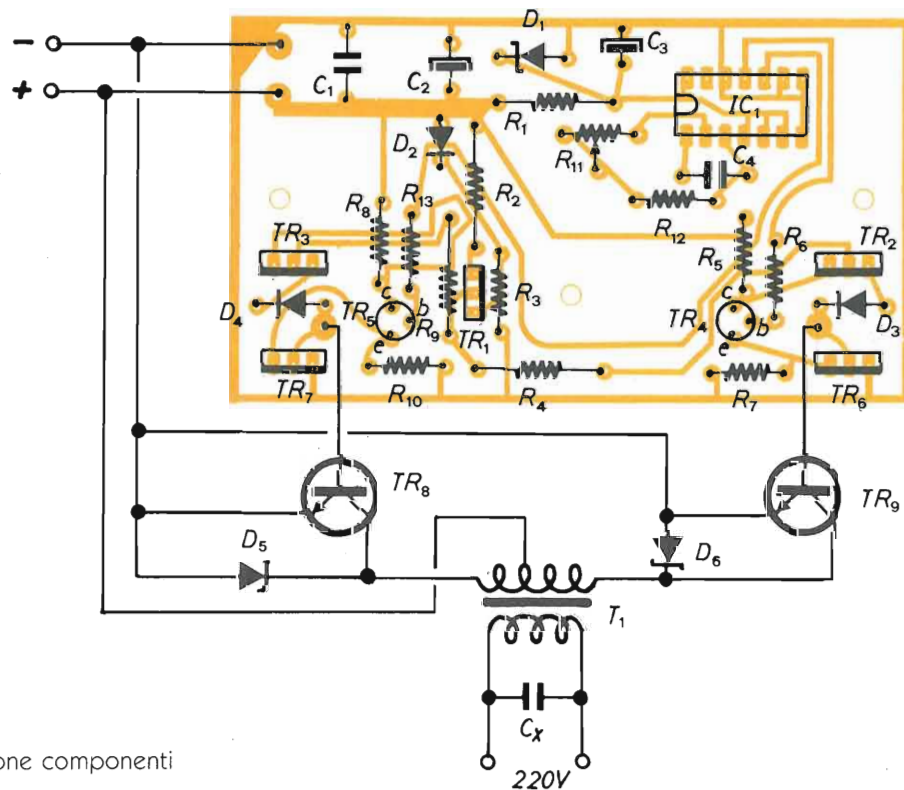 −
+
C1
C2
D1
C3
IC1
R1
D2
R11
C4
R2
R8
R13
R12
TR3
R5
R6
TR2
D4
TR5
c
b
e
R9
TR1
R3
TR4
c
b
e
D3
TR7
R10
R4
R7
TR6
TR8
TR9
D5
D6
T1
Cx
one componenti
220V